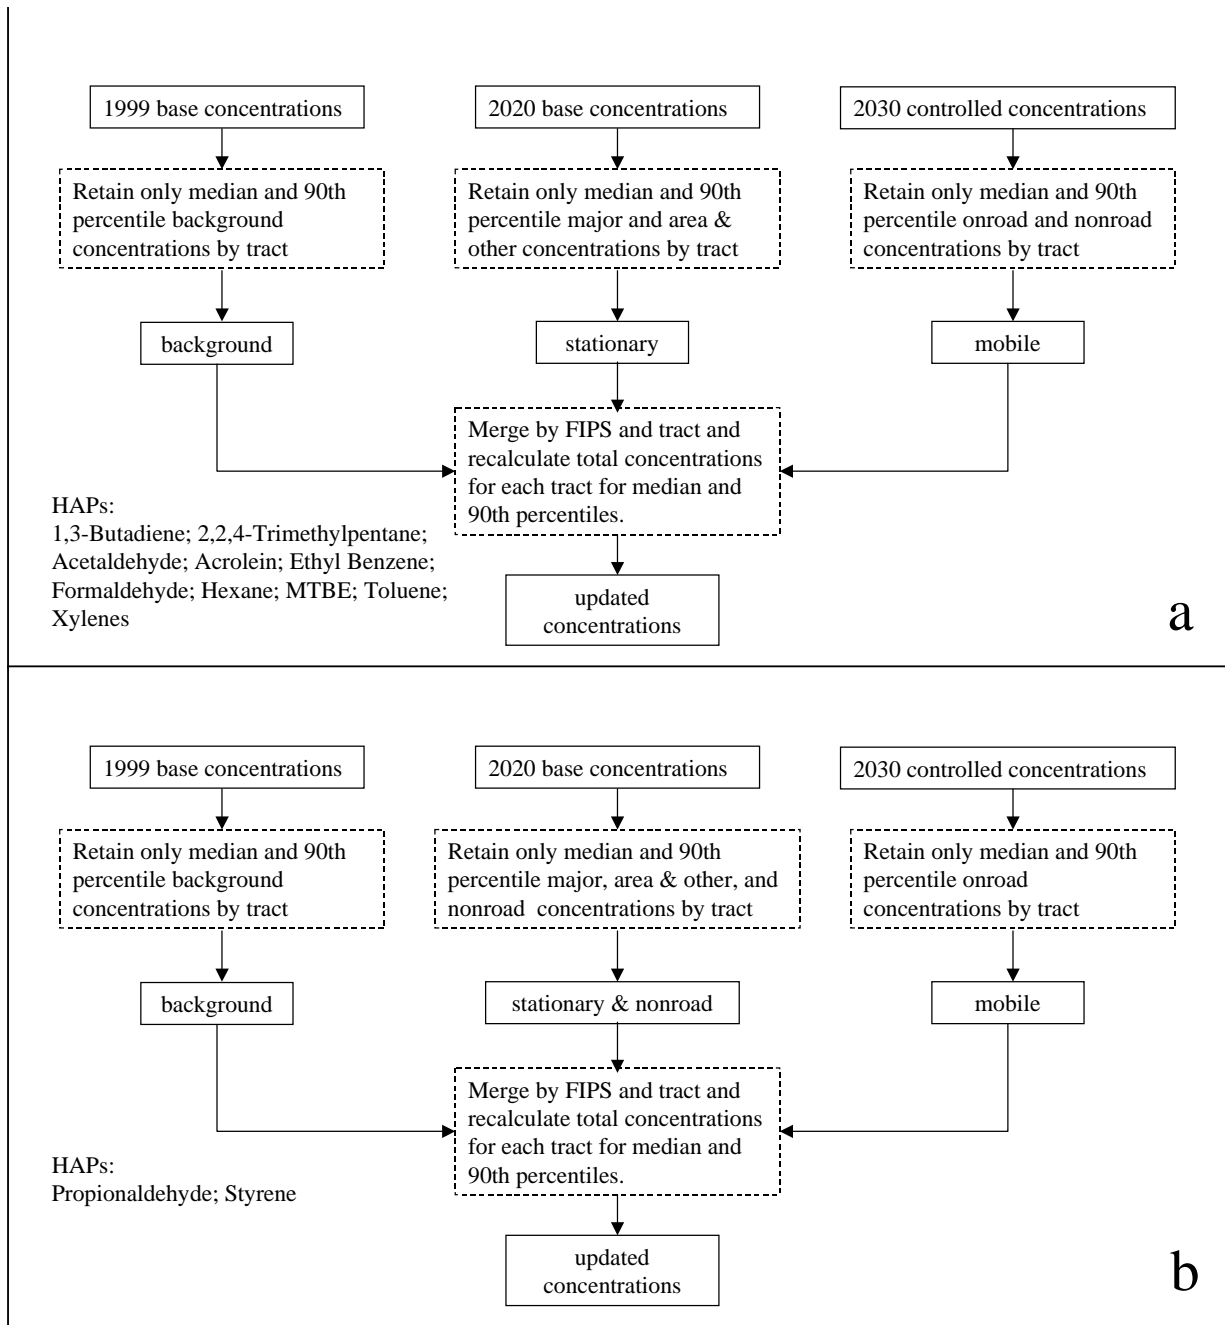 1999 base concentrations
2020 base concentrations
2030 controlled concentrations
Retain only median and 90th
percentile background
concentrations by tract
Retain only median and 90th
percentile major and area &
other concentrations by tract
Retain only median and 90th
percentile onroad and nonroad
concentrations by tract
background
stationary
mobile
Merge by FIPS and tract and
recalculate total concentrations
for each tract for median and
90th percentiles.
HAPs:
1,3-Butadiene; 2,2,4-Trimethylpentane;
Acetaldehyde; Acrolein; Ethyl Benzene;
Formaldehyde; Hexane; MTBE; Toluene;
Xylenes
updated
concentrations
a
1999 base concentrations
2020 base concentrations
2030 controlled concentrations
Retain only median and 90th
percentile background
concentrations by tract
Retain only median and 90th
percentile major, area & other, and
nonroad concentrations by tract
Retain only median and 90th
percentile onroad
concentrations by tract
background
stationary & nonroad
mobile
Merge by FIPS and tract and
recalculate total concentrations
for each tract for median and
90th percentiles.
HAPs:
Propionaldehyde; Styrene
updated
concentrations
b